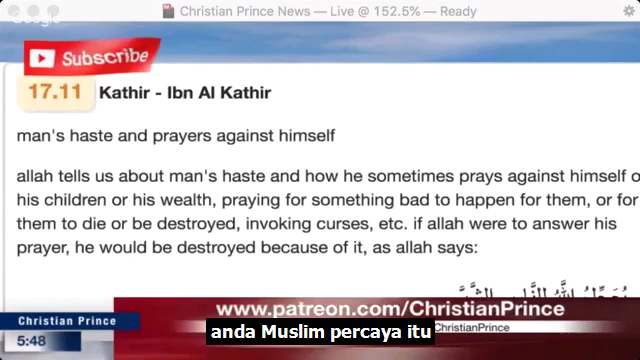 Christian Prince News — Live @ 152.5% — Ready
Google
Subscribe
17.11 Kathir - Ibn Al Kathir
man's haste and prayers against himself
allah tells us about man's haste and how he sometimes prays against himself o
his children or his wealth, praying for something bad to happen for them, or for
them to die or be destroyed, invoking curses, etc. if allah were to answer his
prayer, he would be destroyed because of it, as allah says:
www.patreon.com/ChristianPrince
Christian Prince
ChristianPrince
anda Muslim percaya itu
5:48